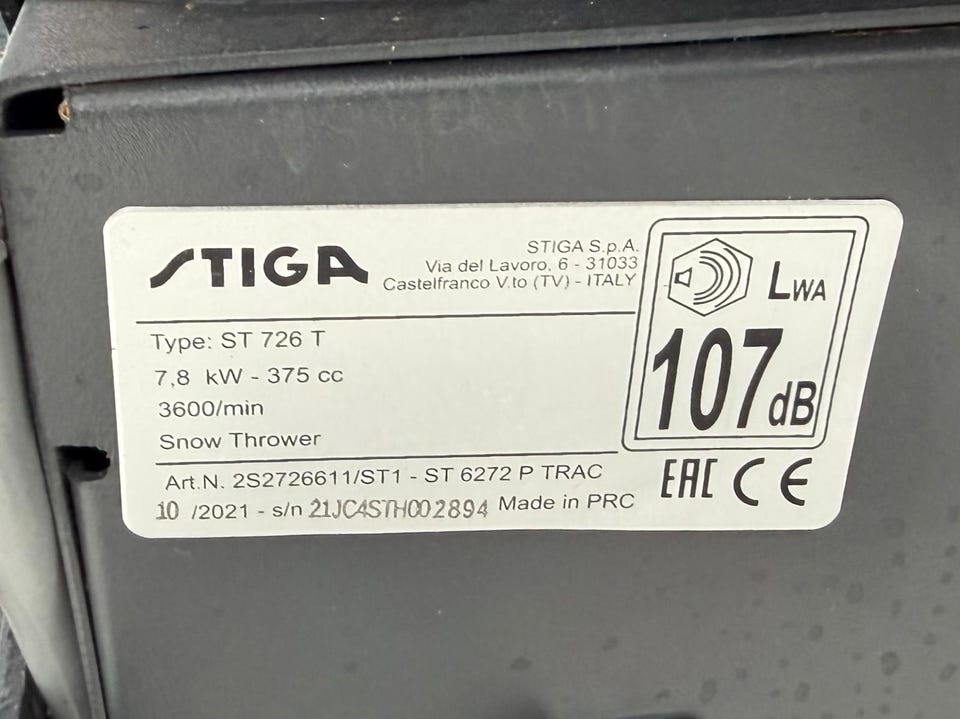 STIGA
STIGA S.p.A.
Via del Lavoro, 6 - 31033
Castelfranco V.to (TV) - ITALY
LWA
107dB
Type: ST 726 T
7,8 kW - 375 cc
3600/min
Snow Thrower
Art.N. 2S2726611/ST1 - ST 6272 P TRAC
10 /2021 - s/n 21JC4STH002894 Made in PRC
EAC CE